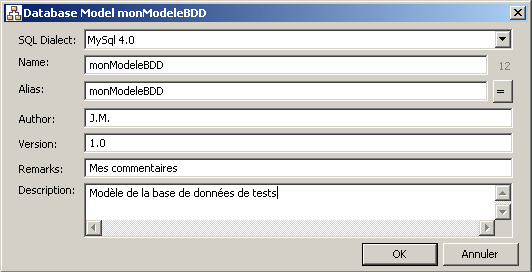 Database Model monModeleBDD
SQL Dialect: MySql 4.0
Name: monModeleBDD 12
Alias: monModeleBDD =
Author: J.M.
Version: 1.0
Remarks: Mes commentaires
Description: Modèle de la base de données de tests
OK Annuler